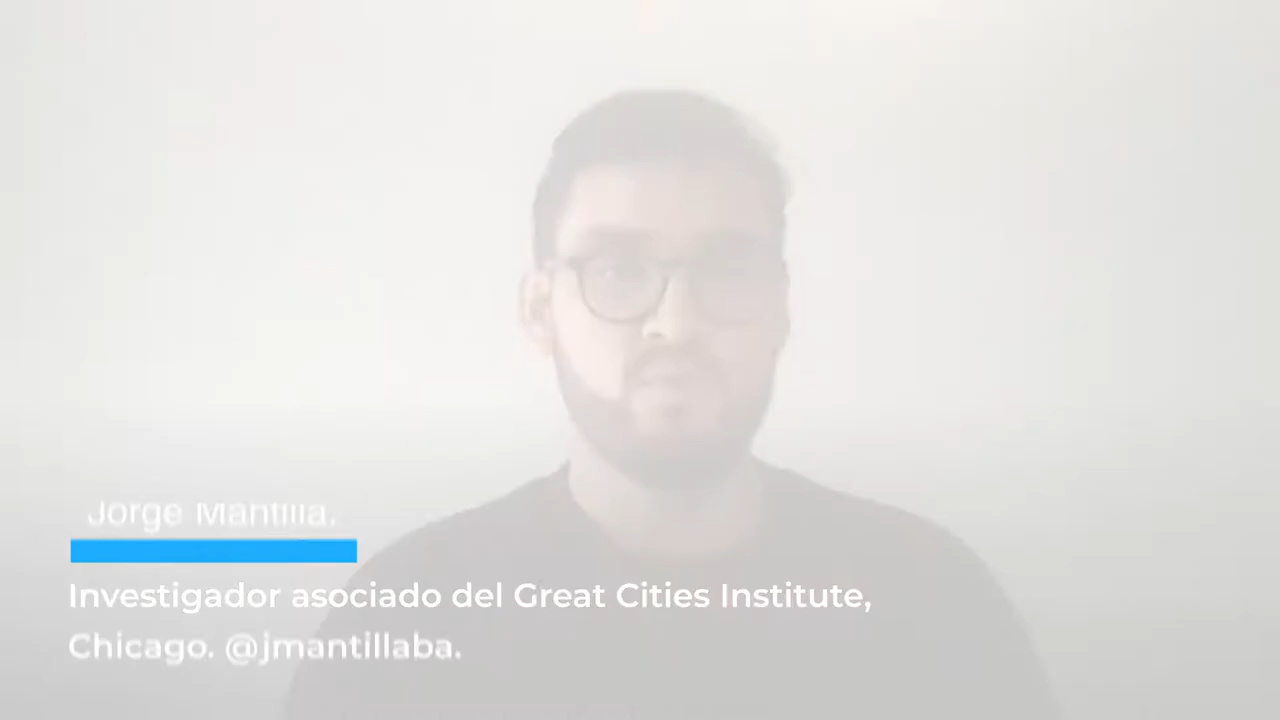 Jorge Mantilla.
Investigador asociado del Great Cities Institute,
Chicago. @jmantillaba.